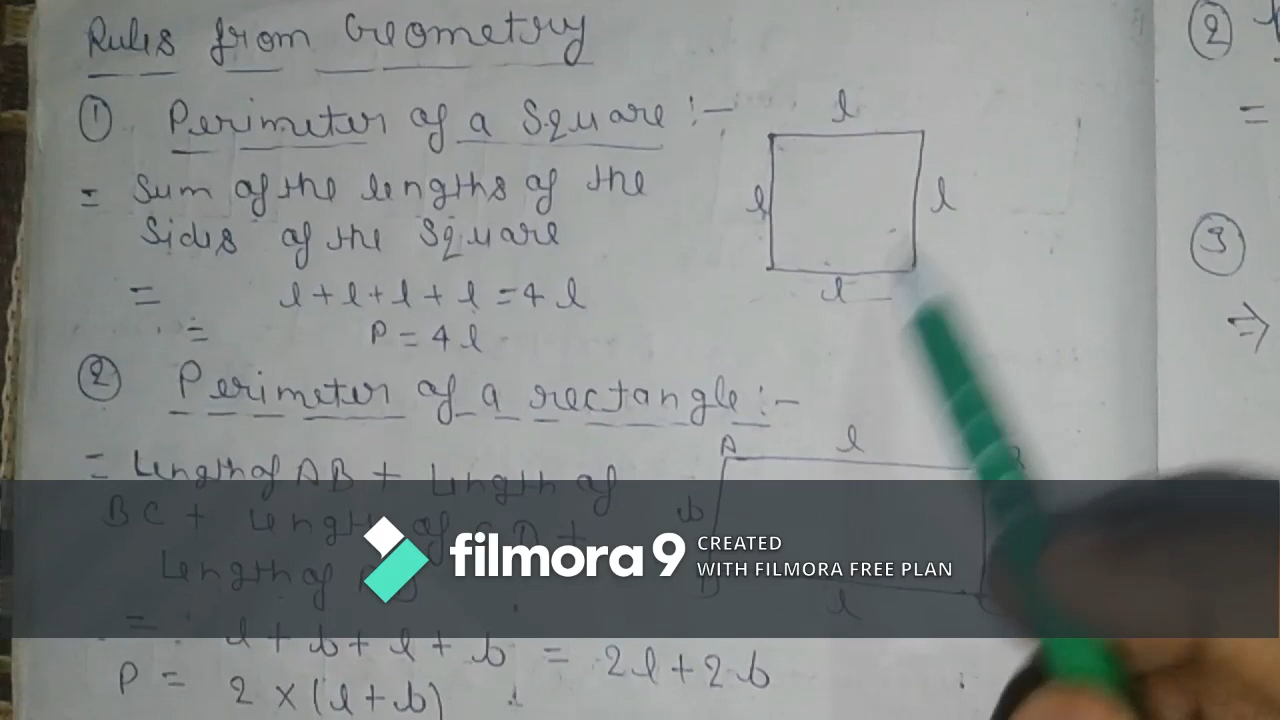 Rules from Geometry
① Perimeter of a Square :-
= Sum of the lengths of the
Sides of the Square
= l + l + l + l = 4 l
= P = 4 l
l
l
l
l
② Perimeter of a rectangle :-
= Length of AB + Length of
BC + Length of CD +
Length of
= l + b + l + b = 2l + 2b
P = 2 × (l + b)
A
l
b
l
②
=
③
⇒
filmora 9 CREATED
WITH FILMORA FREE PLAN